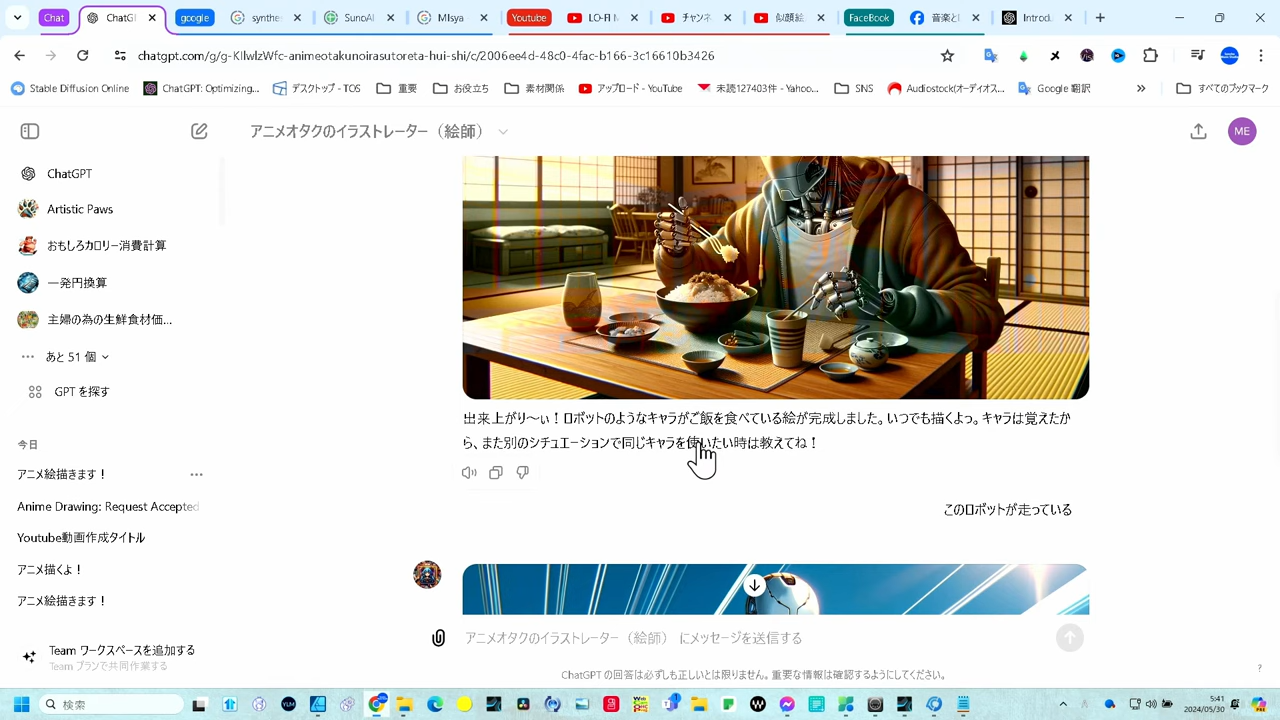 Chat
ChatG
google
synthe
SunoAI
MIsya
Youtube
LO-FI M
チャンネ
似顔絵
FaceBook
音楽と
Introd
chatgpt.com/g/g-KIwlzWfc-animeotakunoirasutoreta-hui-shi/c/2006ee4d-48c0-4fac-b166-3c16610b3426
Stable Diffusion Online
ChatGPT: Optimizing...
デスクトップ - TOS
重要
お役立ち
素材関係
アップロード - YouTube
未読127403件 - Yahoo...
SNS
Audiostock(オーディオス...
Google 翻訳
»
すべてのブックマーク
アニメオタクのイラストレーター（絵師）
ME
ChatGPT
Artistic Paws
おもしろカロリー消費計算
一発円換算
主婦の為の生鮮食材価...
あと 51 個
GPT を探す
今日
アニメ絵描きます！
Anime Drawing: Request Accepted
Youtube動画作成タイトル
アニメ描くよ！
アニメ絵描きます！
Team ワークスペースを追加する
Team プランで共同作業する
出来上がり～ぃ！ロボットのようなキャラがご飯を食べている絵が完成しました。いつでも描くよっ。キャラは覚えたか
ら、また別のシチュエーションで同じキャラを使いたい時は教えてね！
このロボットが走っている
アニメオタクのイラストレーター（絵師） にメッセージを送信する
ChatGPT の回答は必ずしも正しいとは限りません。重要な情報は確認するようにしてください。
?
検索
5:41
2024/05/30